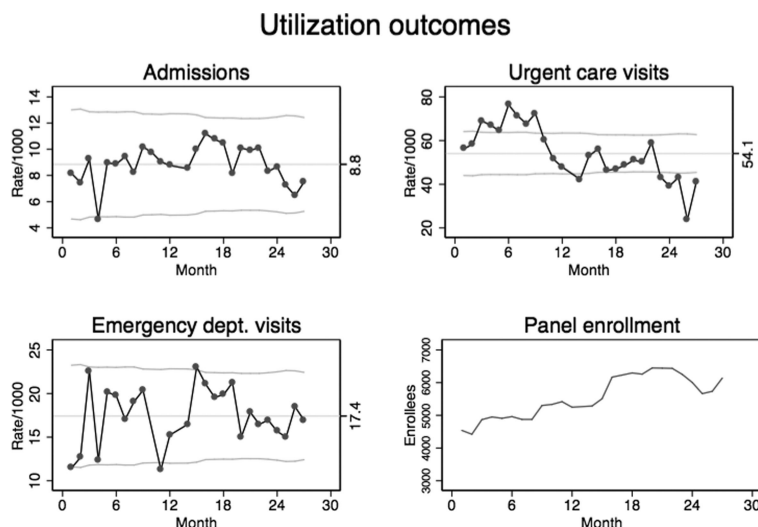 Utilization outcomes
Admissions
Rate/1000
14
12
10
8
6
4
8.8
0 6 12 18 24 30
Month
Urgent care visits
Rate/1000
80
60
40
20
54.1
0 6 12 18 24 30
Month
Emergency dept. visits
Rate/1000
25
20
15
10
17.4
0 6 12 18 24 30
Month
Panel enrollment
Enrollees
7000
6000
5000
4000
3000
0 6 12 18 24 30
Month